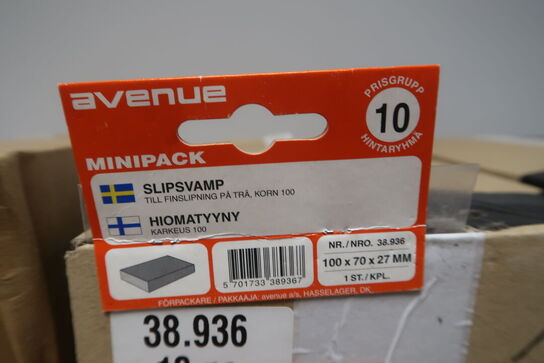 avenue
PRISGRUPP
10
HINTARYHMÄ
MINIPACK
SLIPSVAMP
TILL FINSLIPNING PÅ TRÄ, KORN 100
HIOMATYYNY
KARKEUS 100
NR./NRO. 38.936
100 x 70 x 27 MM
1 ST./KPL.
5 701733 389367
FÖRPACKARE / PAKKAAJA: avenue a/s, HASSELAGER, DK.
38.936